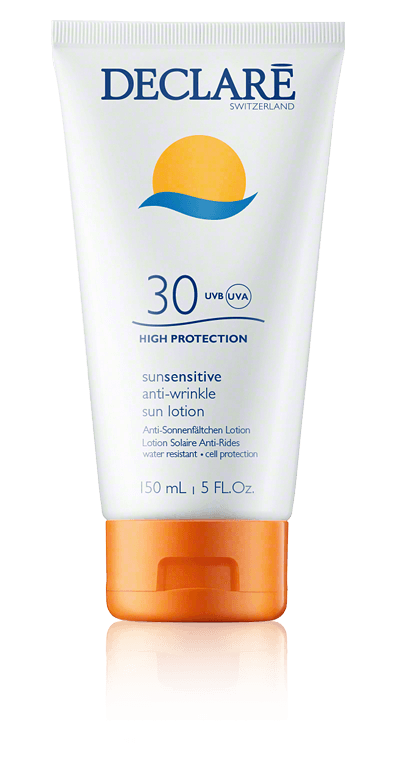 DECLARĒ
SWITZERLAND
30 UVB UVA
HIGH PROTECTION
sunsensitive
anti-wrinkle
sun lotion
Anti-Sonnenfältchen Lotion
Lotion Solaire Anti-Rides
water resistant • cell protection
150 mL | 5 FL.Oz.